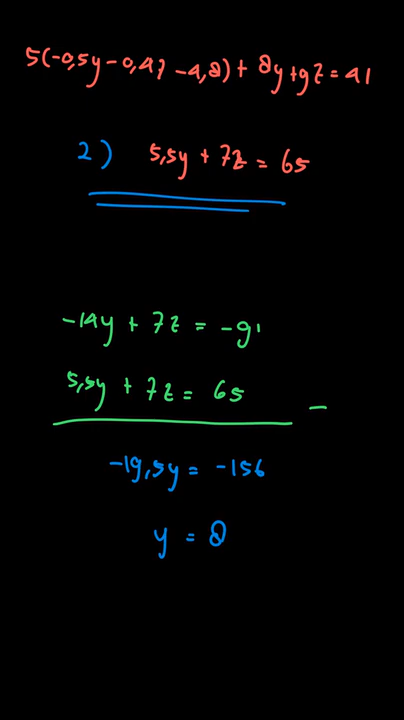 5(-0,5y - 0,4z - 4,8) + 8y + 9z = 41
2) 5,5y + 7z = 65
-14y + 7z = -91
5,5y + 7z = 65 -
-19,5y = -156
y = 8